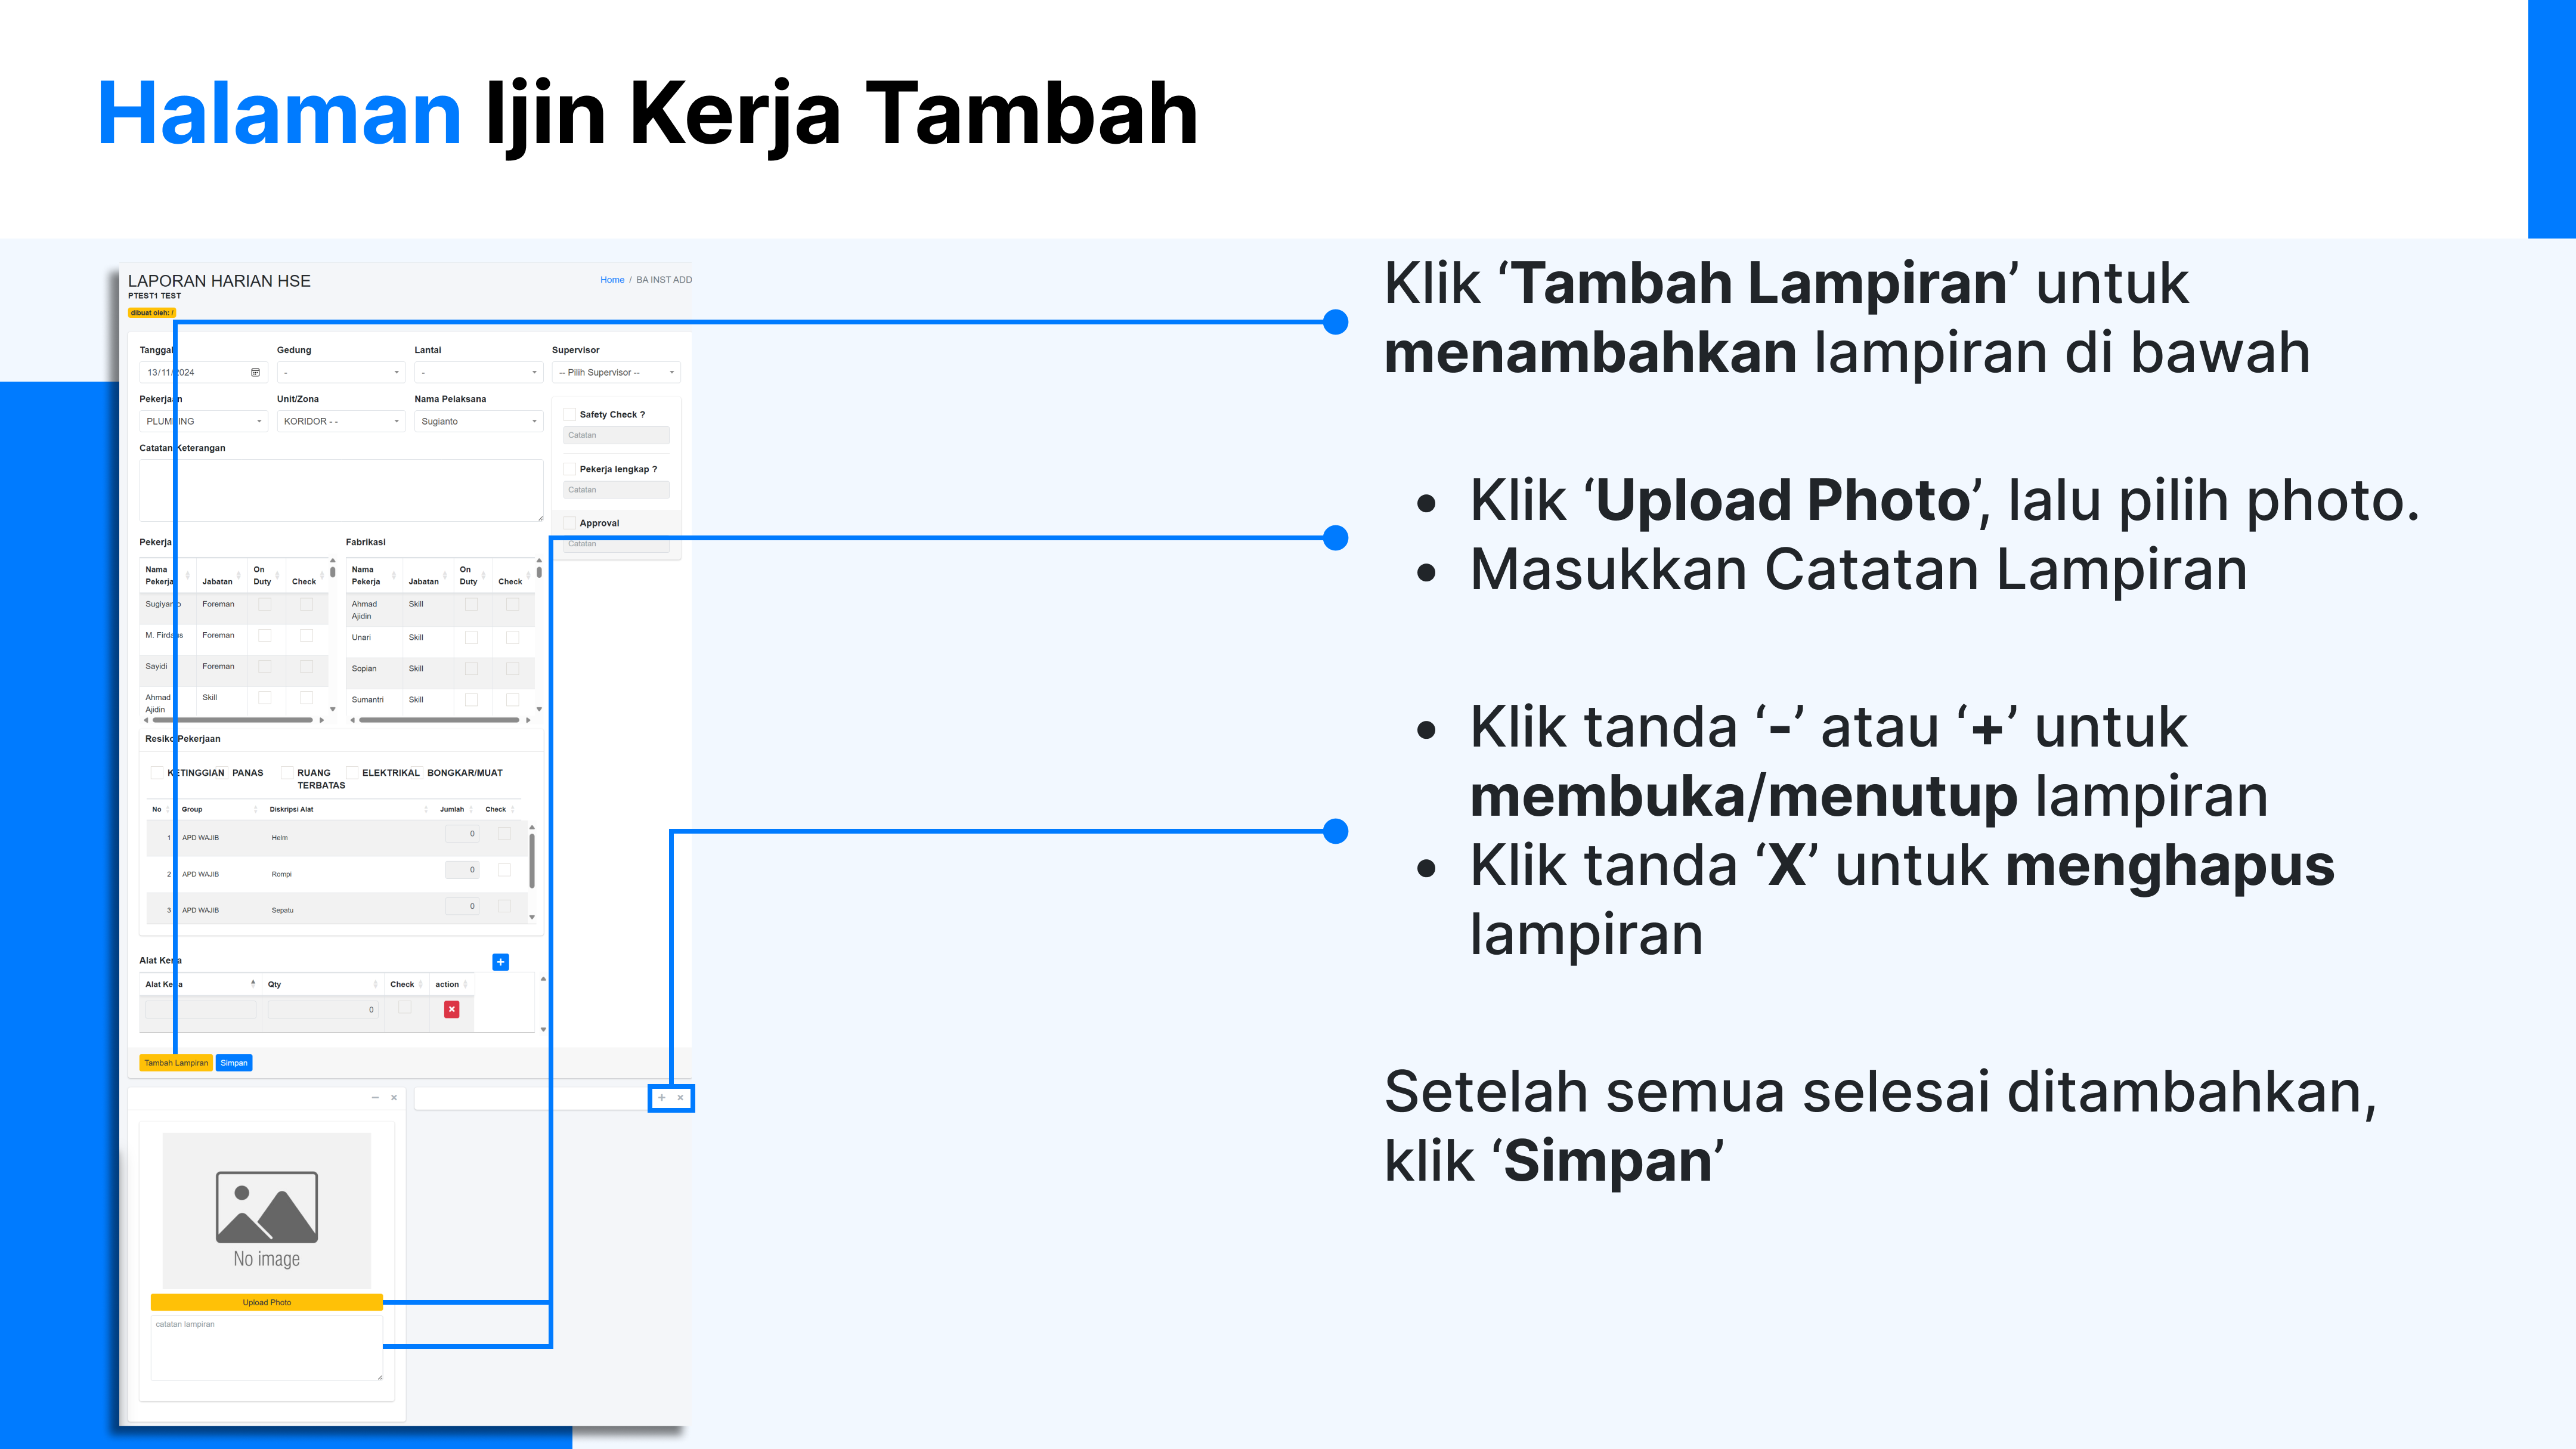 Halaman Ijin Kerja Tambah
LAPORAN HARIAN HSE
Home / BA INST ADD
PTEST1 TEST
dibuat oleh: /
Tanggal Gedung Lantai Supervisor
13/11/2024 - - -- Pilih Supervisor --
Pekerjaan Unit/Zona Nama Pelaksana
PLUMBING KORIDOR - - Sugianto
Safety Check ?
Catatan
Pekerja lengkap ?
Catatan
Approval
Catatan
Catatan Keterangan
Pekerja
Nama Pekerja Jabatan On Duty Check
Sugiyanto Foreman
M. Firdaus Foreman
Sayidi Foreman
Ahmad Ajidin Skill
Fabrikasi
Nama Pekerja Jabatan On Duty Check
Ahmad Ajidin Skill
Unari Skill
Sopian Skill
Sumantri Skill
Resiko Pekerjaan
KETINGGIAN PANAS RUANG TERBATAS ELEKTRIKAL BONGKAR/MUAT
No Group Diskripsi Alat Jumlah Check
1 APD WAJIB Helm 0
2 APD WAJIB Rompi 0
3 APD WAJIB Sepatu 0
Alat Kerja +
Alat Kerja Qty Check action
0 ×
Tambah Lampiran Simpan
− ×
+ ×
No image
Upload Photo
catatan lampiran
Klik ‘Tambah Lampiran’ untuk
menambahkan lampiran di bawah
• Klik ‘Upload Photo’, lalu pilih photo.
• Masukkan Catatan Lampiran
• Klik tanda ‘-’ atau ‘+’ untuk
membuka/menutup lampiran
• Klik tanda ‘X’ untuk menghapus
lampiran
Setelah semua selesai ditambahkan,
klik ‘Simpan’